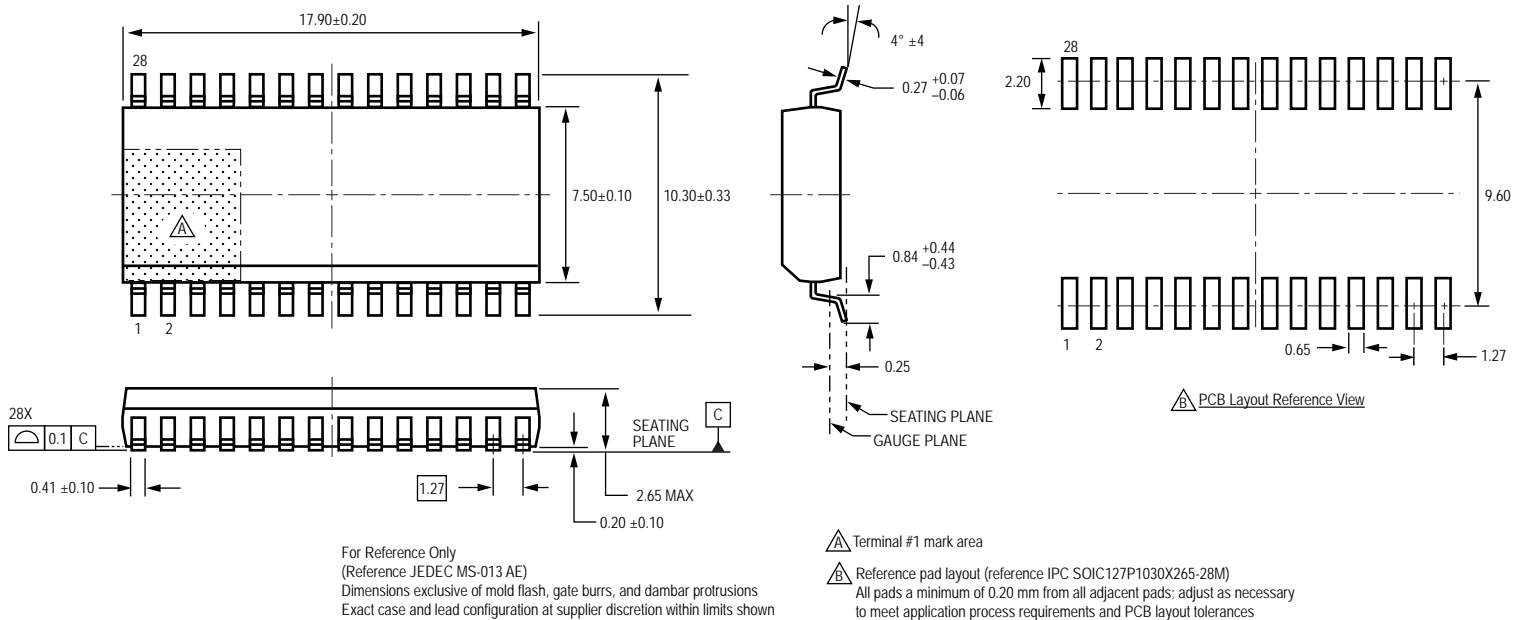 17.90±0.20
28
7.50±0.10
10.30±0.33
A
1 2
4° ±4
0.27 +0.07 –0.06
0.84 +0.44 –0.43
0.25
SEATING PLANE
GAUGE PLANE
28
2.20
9.60
1 2
0.65
1.27
B PCB Layout Reference View
28X
0.1 C
0.41 ±0.10
1.27
SEATING
PLANE
C
2.65 MAX
0.20 ±0.10
For Reference Only
(Reference JEDEC MS-013 AE)
Dimensions exclusive of mold flash, gate burrs, and dambar protrusions
Exact case and lead configuration at supplier discretion within limits shown
A Terminal #1 mark area
B Reference pad layout (reference IPC SOIC127P1030X265-28M)
All pads a minimum of 0.20 mm from all adjacent pads; adjust as necessary
to meet application process requirements and PCB layout tolerances